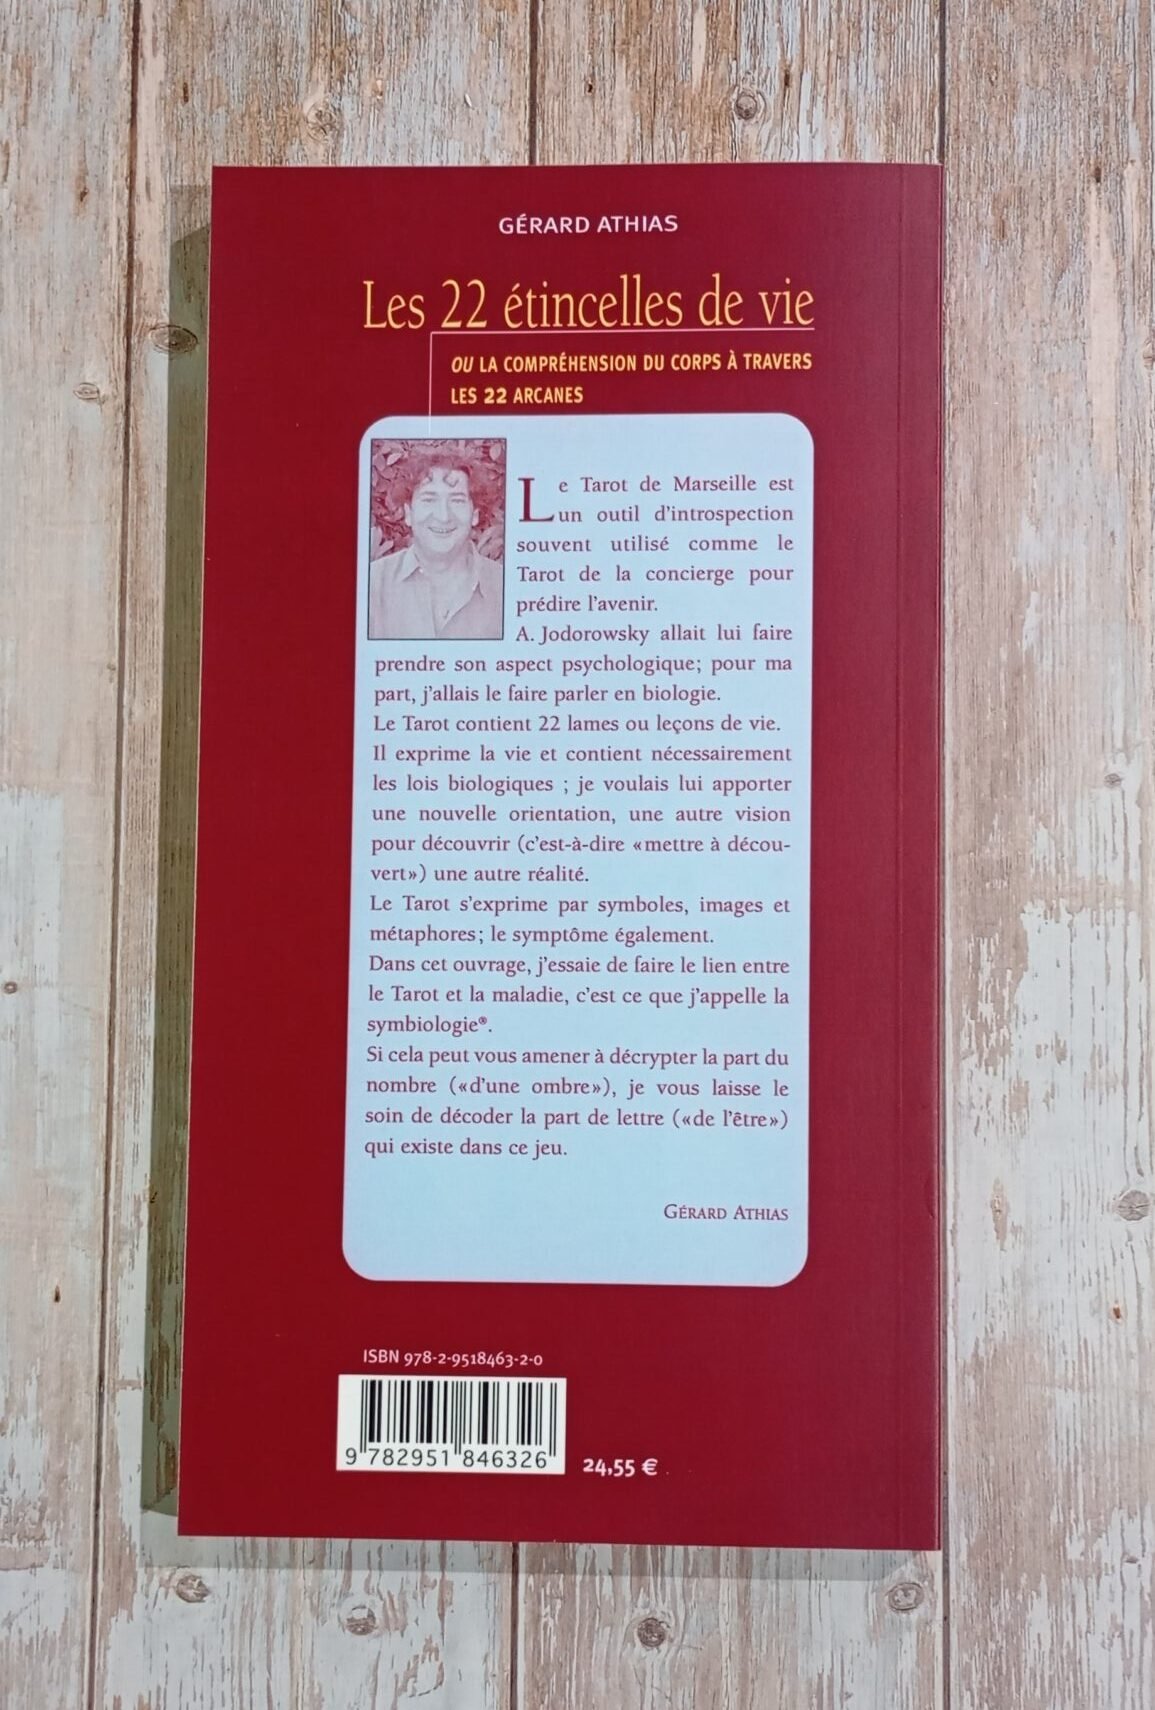 GÉRARD ATHIAS
Les 22 étincelles de vie
OU LA COMPRÉHENSION DU CORPS À TRAVERS
LES 22 ARCANES
Le Tarot de Marseille est
un outil d'introspection
souvent utilisé comme le
Tarot de la concierge pour
prédire l'avenir.
A. Jodorowsky allait lui faire
prendre son aspect psychologique; pour ma
part, j'allais le faire parler en biologie.
Le Tarot contient 22 lames ou leçons de vie.
Il exprime la vie et contient nécessairement
les lois biologiques ; je voulais lui apporter
une nouvelle orientation, une autre vision
pour découvrir (c'est-à-dire «mettre à décou-
vert») une autre réalité.
Le Tarot s'exprime par symboles, images et
métaphores; le symptôme également.
Dans cet ouvrage, j'essaie de faire le lien entre
le Tarot et la maladie, c'est ce que j'appelle la
symbiologie®.
Si cela peut vous amener à décrypter la part du
nombre («d'une ombre»), je vous laisse le
soin de décoder la part de lettre («de l'être»)
qui existe dans ce jeu.
GÉRARD ATHIAS
ISBN 978-2-9518463-2-0
9 782951 846326
24,55 €